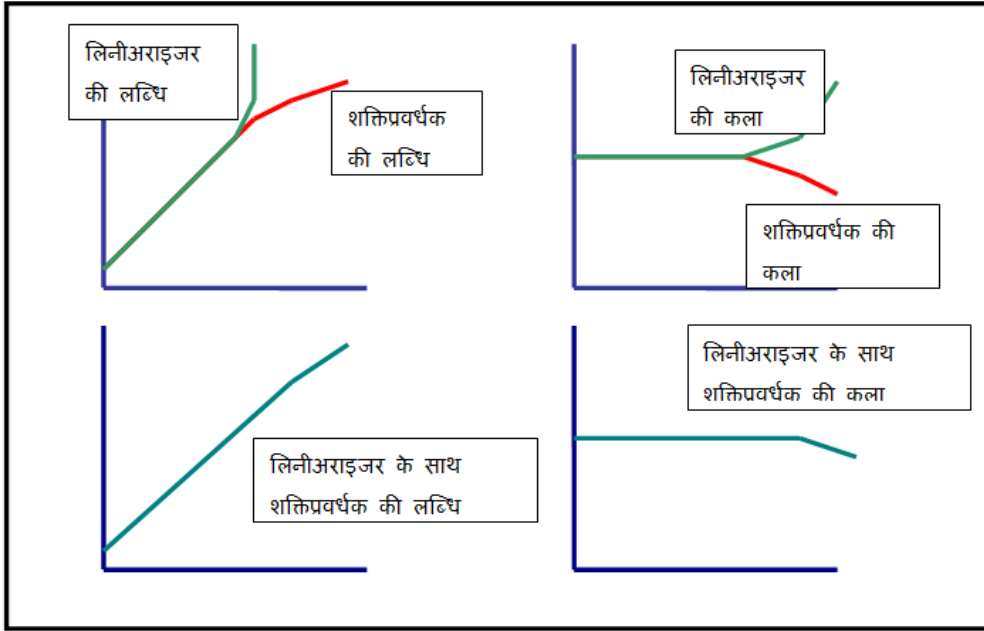 लिनीअराइजर
की लब्धि
शक्तिप्रवर्धक
की लब्धि
लिनीअराइजर
की कला
शक्तिप्रवर्धक की
कला
लिनीअराइजर के साथ
शक्तिप्रवर्धक की लब्धि
लिनीअराइजर के साथ
शक्तिप्रवर्धक की कला